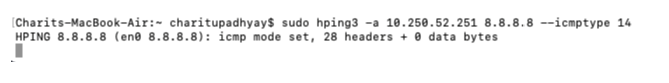 [Charits-MacBook-Air:~ charitupadhyay$ sudo hping3 -a 10.250.52.251 8.8.8.8 --icmptype 14
HPING 8.8.8.8 (en0 8.8.8.8): icmp mode set, 28 headers + 0 data bytes